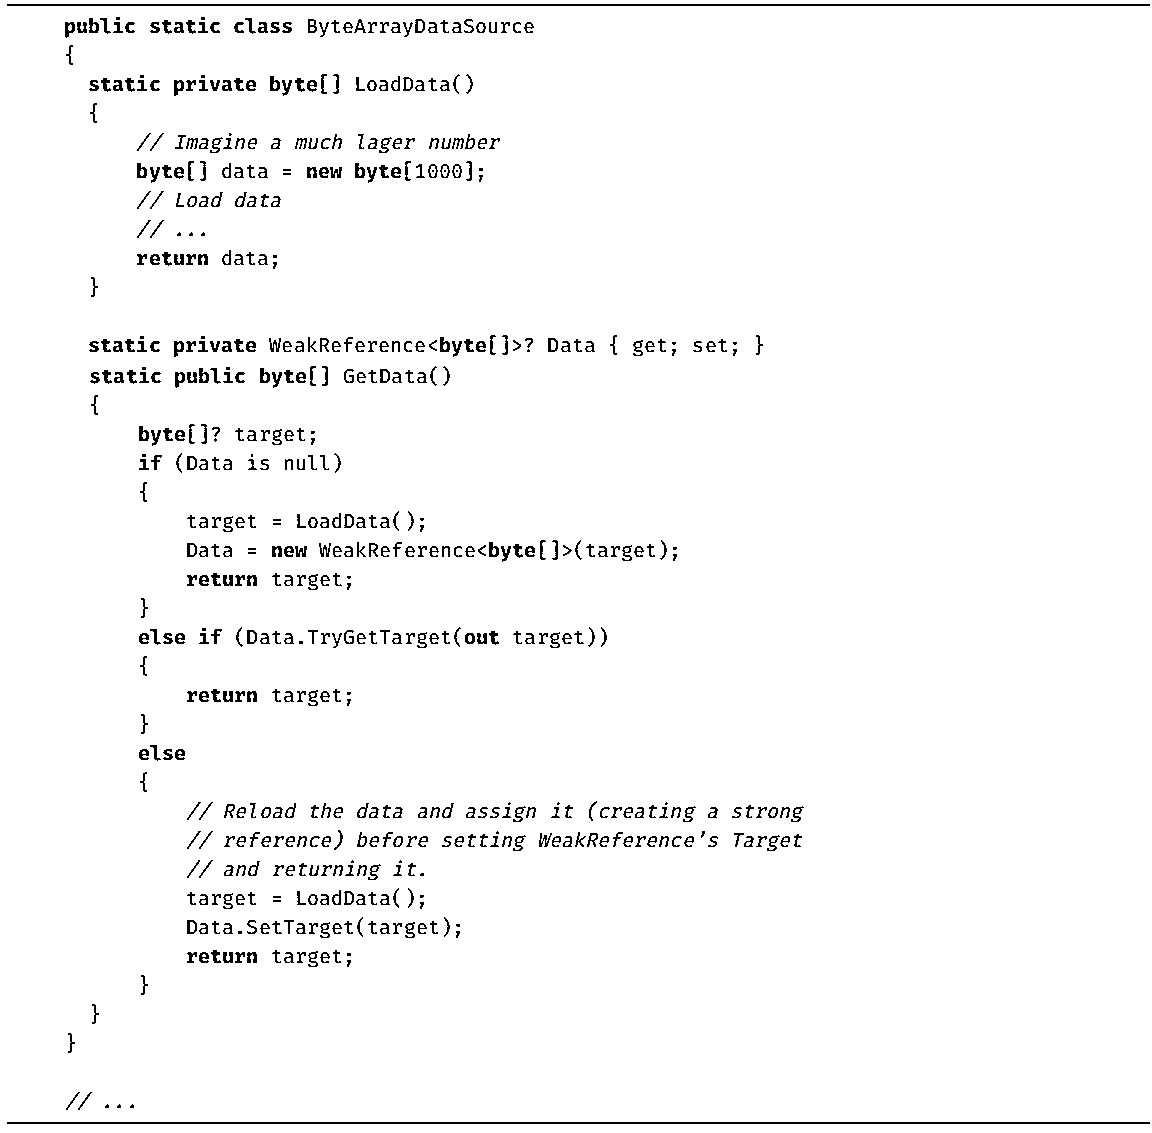 public static class ByteArrayDataSource
{
  static private byte[] LoadData()
  {
      // Imagine a much lager number
      byte[] data = new byte[1000];
      // Load data
      // ...
      return data;
  }

  static private WeakReference<byte[]>? Data { get; set; }
  static public byte[] GetData()
  {
      byte[]? target;
      if (Data is null)
      {
          target = LoadData();
          Data = new WeakReference<byte[]>(target);
          return target;
      }
      else if (Data.TryGetTarget(out target))
      {
          return target;
      }
      else
      {
          // Reload the data and assign it (creating a strong
          // reference) before setting WeakReference's Target
          // and returning it.
          target = LoadData();
          Data.SetTarget(target);
          return target;
      }
  }
}

// ...